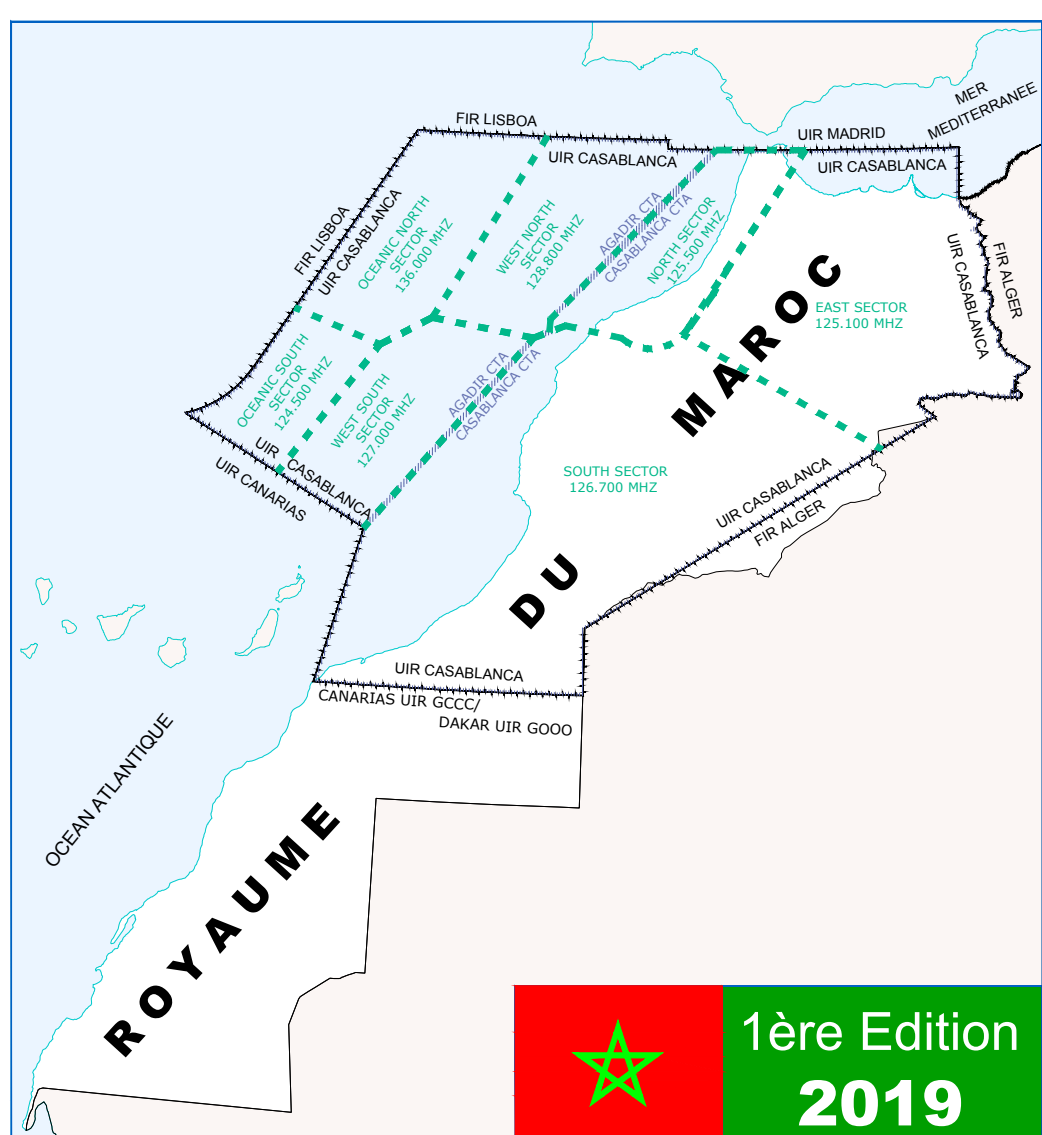 FIR LISBOA
UIR CASABLANCA
UIR MADRID
UIR CASABLANCA
MER
MEDITERRANEE
FIR LISBOA
UIR CASABLANCA
OCEANIC NORTH
SECTOR
136.000 MHZ
WEST NORTH
SECTOR
128.800 MHZ
AGADIR CTA
CASABLANCA CTA
NORTH SECTOR
125.500 MHZ
EAST SECTOR
125.100 MHZ
UIR CASABLANCA
FIR ALGER
OCEANIC SOUTH
SECTOR
124.500 MHZ
WEST SOUTH
SECTOR
127.000 MHZ
AGADIR CTA
CASABLANCA CTA
UIR CASABLANCA
UIR CANARIAS
SOUTH SECTOR
126.700 MHZ
UIR CASABLANCA
FIR ALGER
UIR CASABLANCA
CANARIAS UIR GCCC/
DAKAR UIR GOOO
OCEAN ATLANTIQUE
ROYAUME
DU
MAROC
1ère Edition
2019